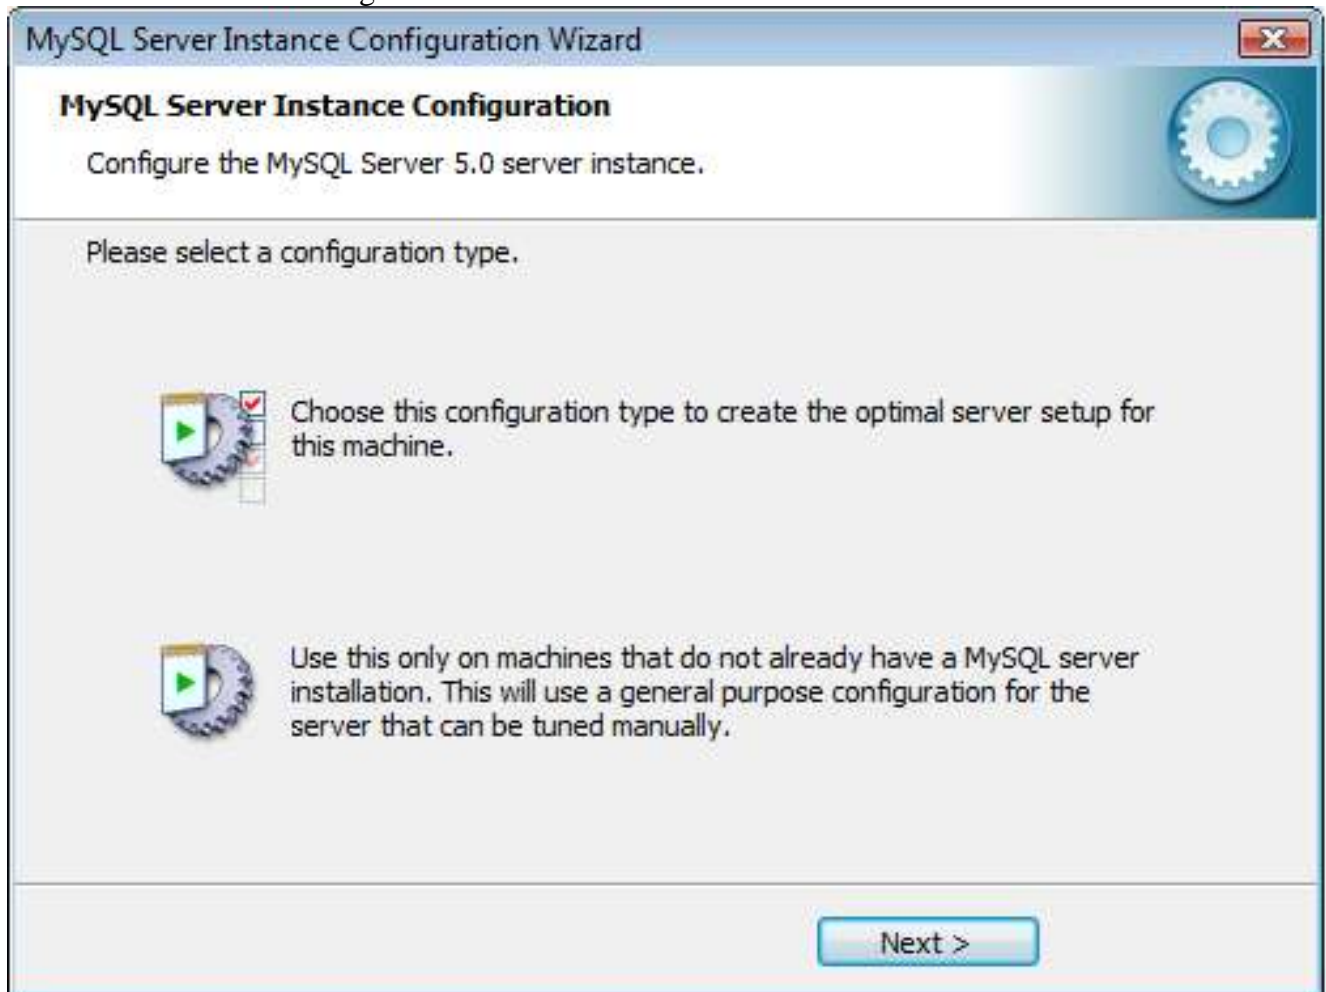 MySQL Server Instance Configuration Wizard
MySQL Server Instance Configuration
Configure the MySQL Server 5.0 server instance.
Please select a configuration type.
Choose this configuration type to create the optimal server setup for
this machine.
Use this only on machines that do not already have a MySQL server
installation. This will use a general purpose configuration for the
server that can be tuned manually.
Next >